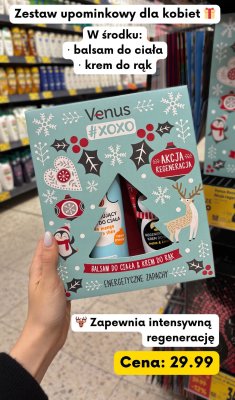 Zestaw upominkowy dla kobiet 🎁
W środku:
· balsam do ciała
· krem do rąk
Venus
#XOXO
AKCJA
REGENERACJA
BALSAM DO CIAŁA & KREM DO RĄK
ENERGETYCZNE ZAPACHY
🦌 Zapewnia intensywną
regenerację
Cena: 29.99